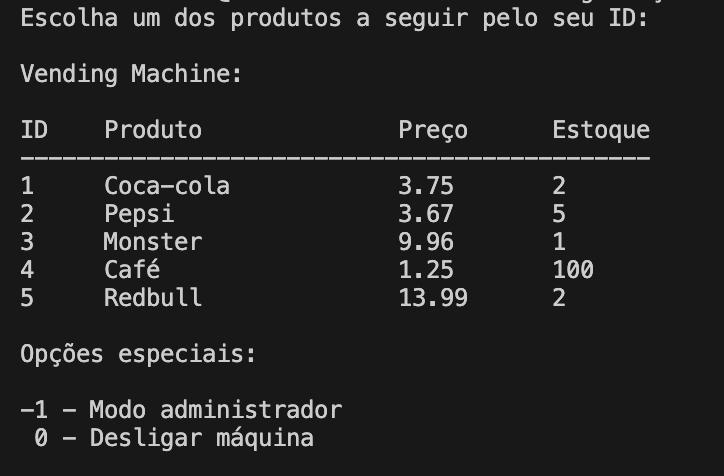 Escolha um dos produtos a seguir pelo seu ID:
Vending Machine:
ID Produto Preço Estoque
---------------------------------------------
1 Coca-cola 3.75 2
2 Pepsi 3.67 5
3 Monster 9.96 1
4 Café 1.25 100
5 Redbull 13.99 2
Opções especiais:
-1 - Modo administrador
0 - Desligar máquina